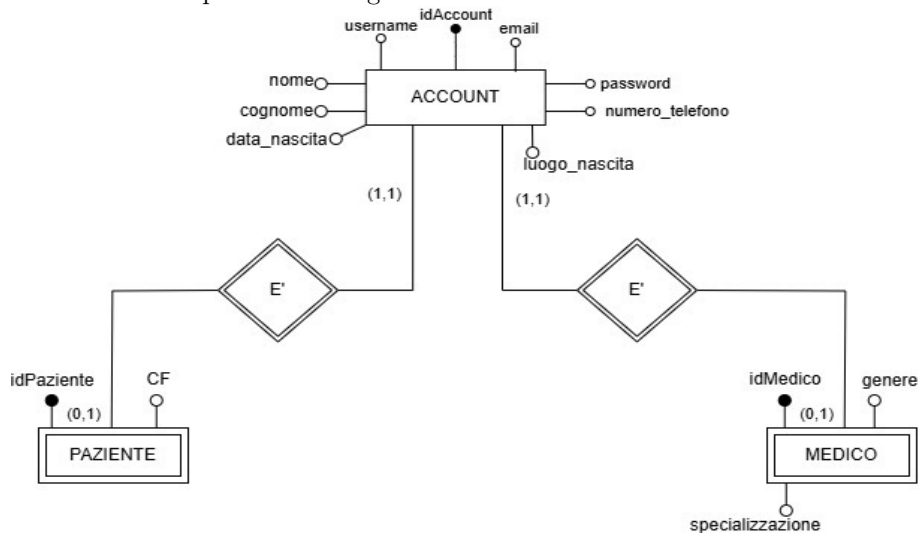 idAccount
username
email
nome
password
ACCOUNT
cognome
numero_telefono
data_nascita
luogo_nascita
(1,1)
(1,1)
E'
E'
idPaziente
CF
idMedico
genere
(0,1)
(0,1)
PAZIENTE
MEDICO
specializzazione